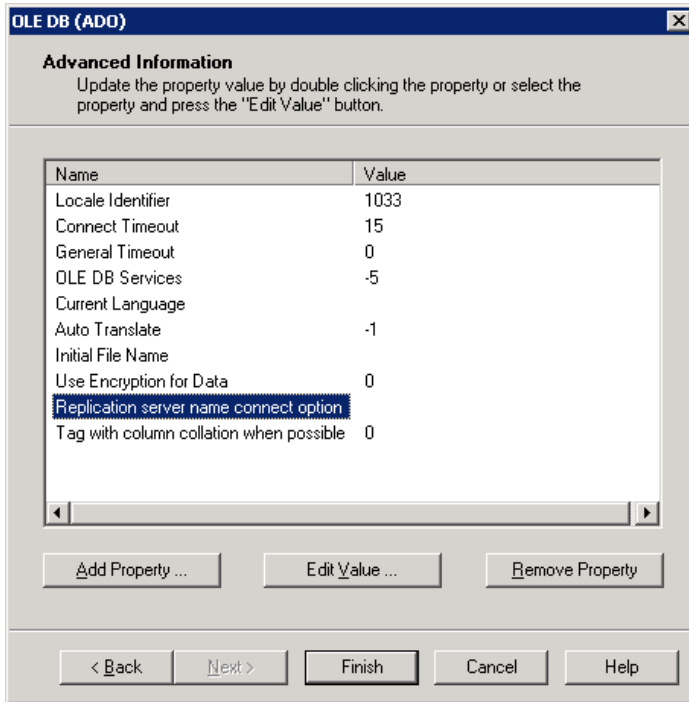 OLE DB (ADO)
Advanced Information
Update the property value by double clicking the property or select the
property and press the "Edit Value" button.
Name Value
Locale Identifier 1033
Connect Timeout 15
General Timeout 0
OLE DB Services -5
Current Language
Auto Translate -1
Initial File Name
Use Encryption for Data 0
Replication server name connect option
Tag with column collation when possible 0
Add Property ... Edit Value ... Remove Property
< Back Next > Finish Cancel Help